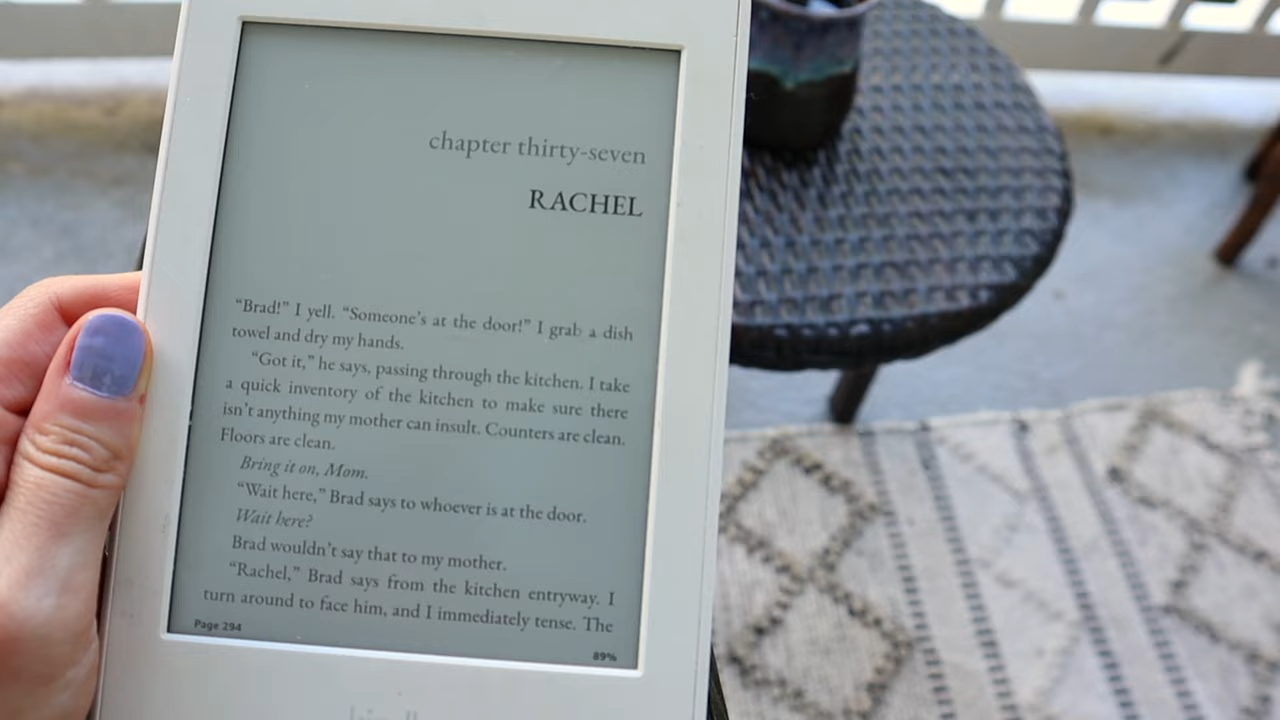 chapter thirty-seven
RACHEL
“Brad!” I yell. “Someone’s at the door!” I grab a dish
towel and dry my hands.
“Got it,” he says, passing through the kitchen. I take
a quick inventory of the kitchen to make sure there
isn’t anything my mother can insult. Counters are clean.
Floors are clean.
Bring it on, Mom.
“Wait here,” Brad says to whoever is at the door.
Wait here?
Brad wouldn’t say that to my mother.
“Rachel,” Brad says from the kitchen entryway. I
turn around to face him, and I immediately tense. The
Page 294
89%